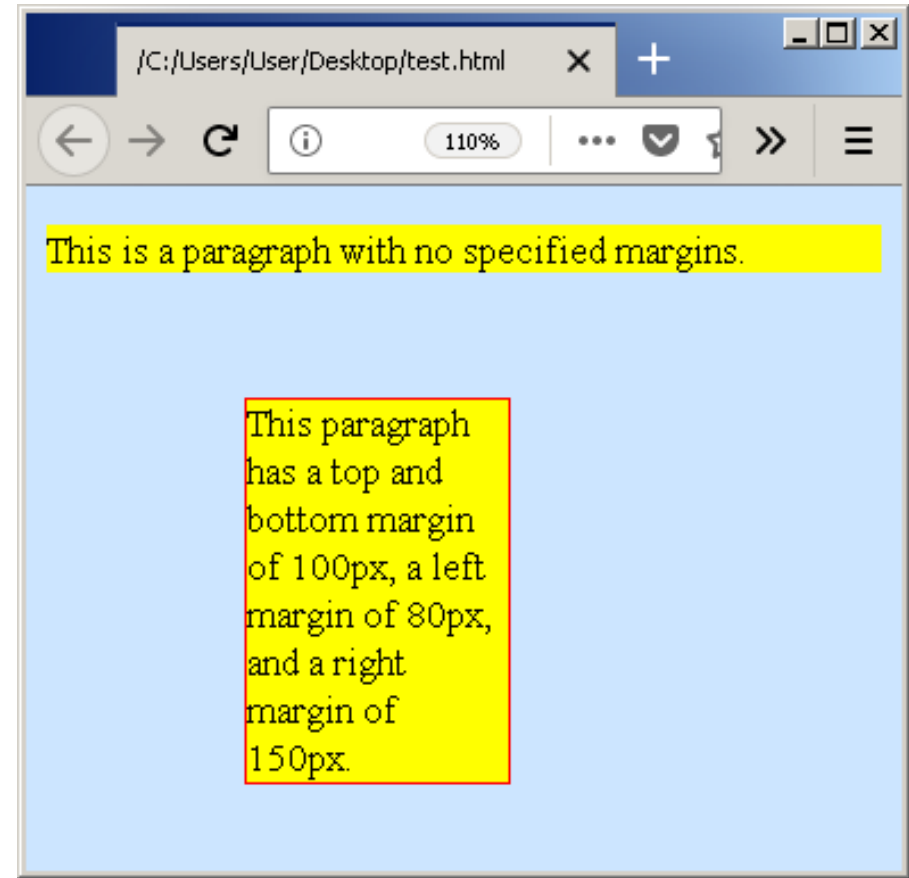 /C:/Users/User/Desktop/test.html
110%
This is a paragraph with no specified margins.
This paragraph
has a top and
bottom margin
of 100px, a left
margin of 80px,
and a right
margin of
150px.